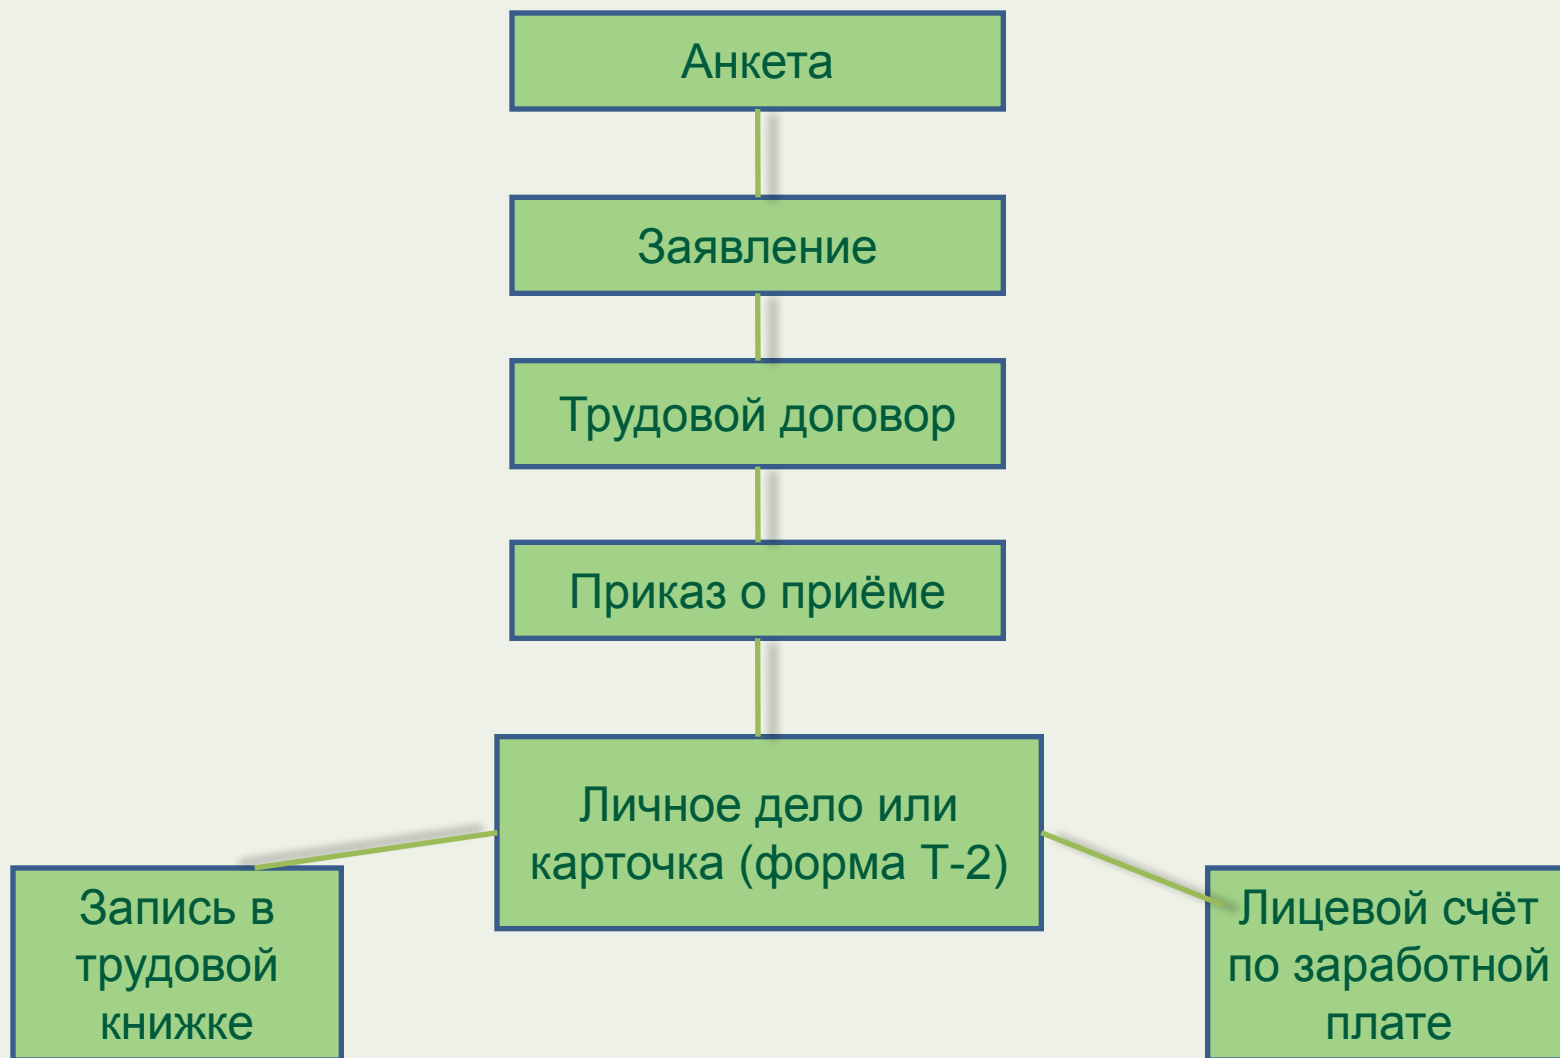 Анкета
Заявление
Трудовой договор
Приказ о приёме
Личное дело или
карточка (форма Т-2)
Запись в
трудовой
книжке
Лицевой счёт
по заработной
плате